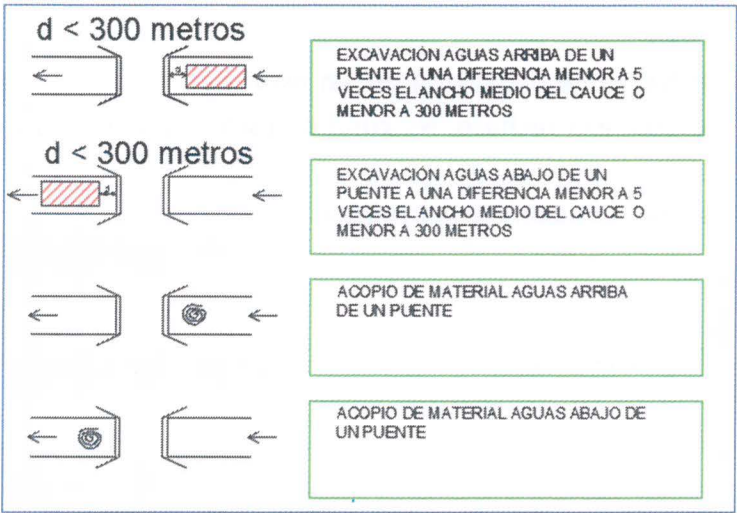 d < 300 metros
EXCAVACIÓN AGUAS ARRIBA DE UN
PUENTE A UNA DIFERENCIA MENOR A 5
VECES EL ANCHO MEDIO DEL CAUCE O
MENOR A 300 METROS
d < 300 metros
EXCAVACIÓN AGUAS ABAJO DE UN
PUENTE A UNA DIFERENCIA MENOR A 5
VECES EL ANCHO MEDIO DEL CAUCE O
MENOR A 300 METROS
ACOPIO DE MATERIAL AGUAS ARRIBA
DE UN PUENTE
ACOPIO DE MATERIAL AGUAS ABAJO DE
UN PUENTE